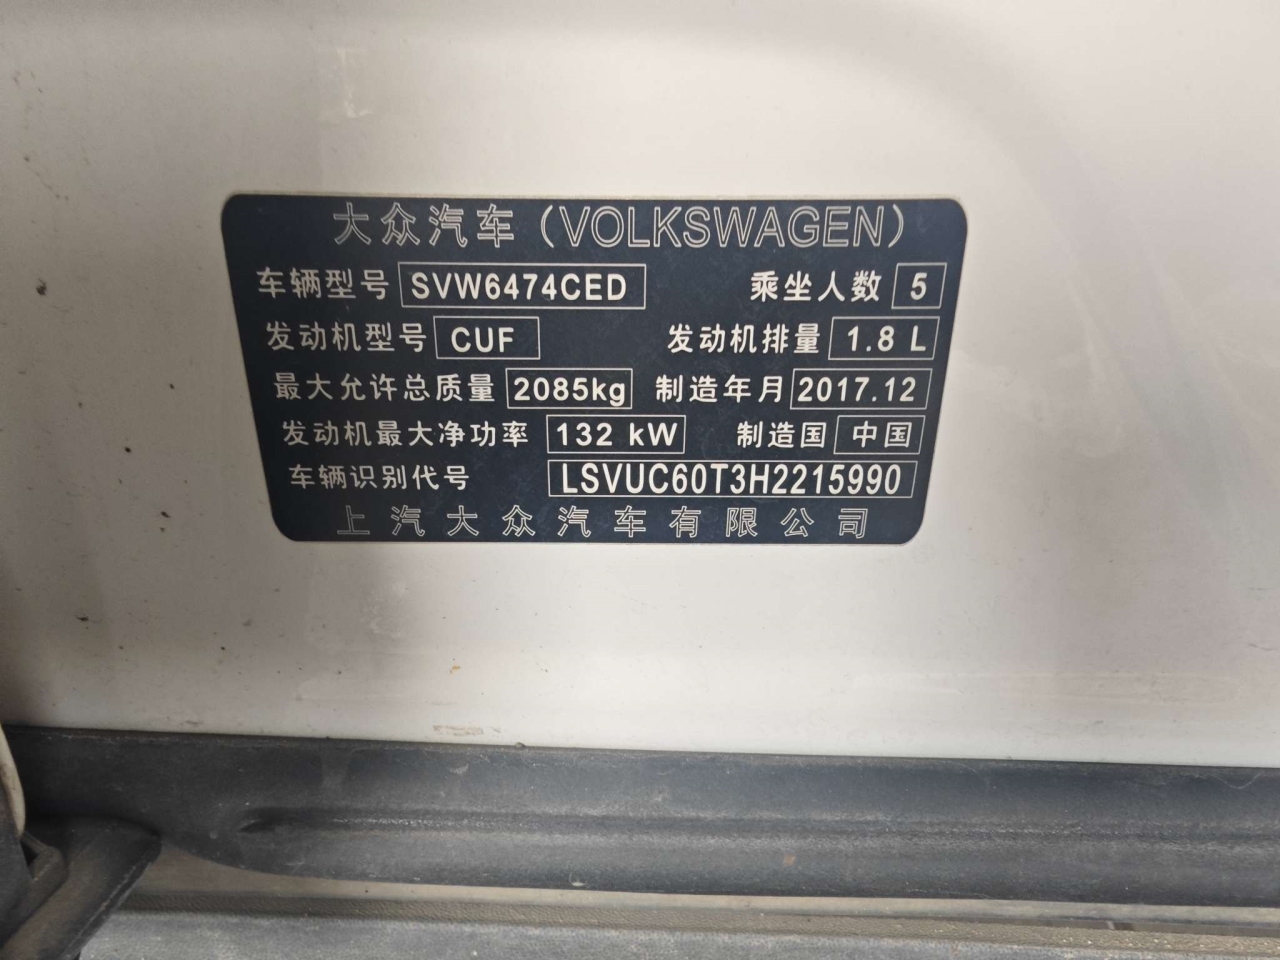 大众汽车(VOLKSWAGEN)
车辆型号 SVW6474CED 乘坐人数 5
发动机型号 CUF 发动机排量 1.8 L
最大允许总质量 2085kg 制造年月 2017.12
发动机最大净功率 132 kW 制造国 中国
车辆识别代号 LSVUC60T3H2215990
上汽大众汽车有限公司